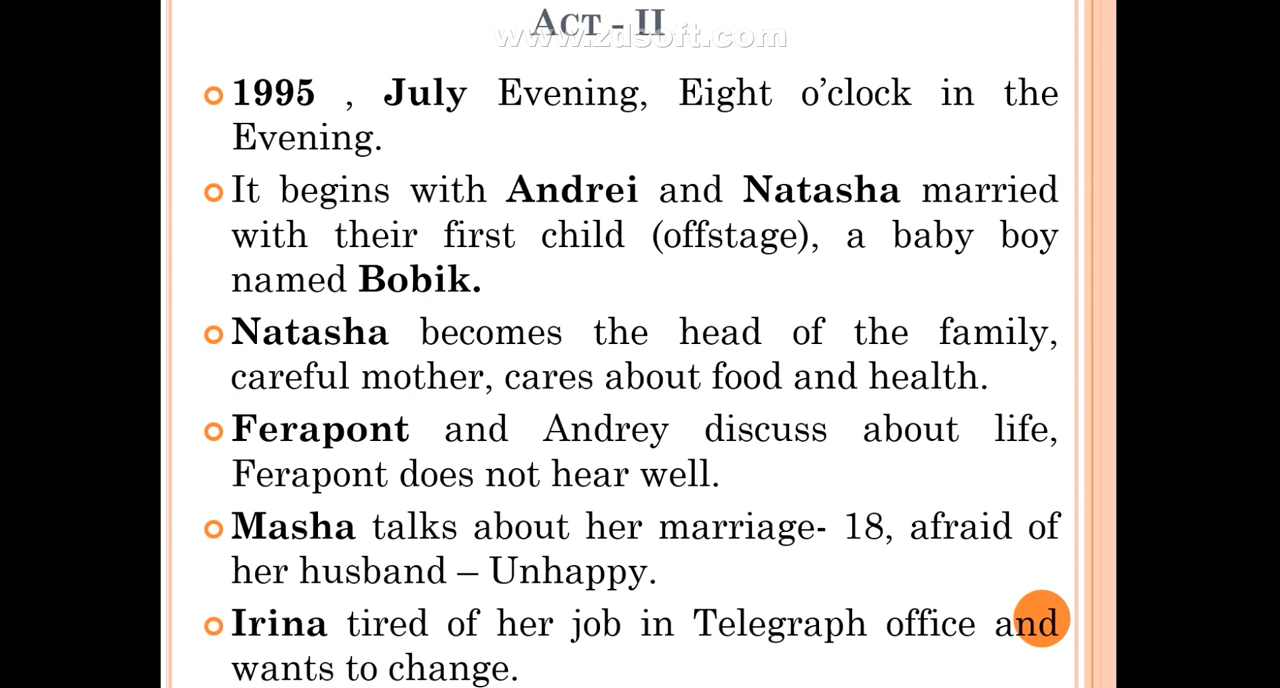 ACT - II
www.zdsoft.com
1995 , July Evening, Eight o’clock in the
Evening.
It begins with Andrei and Natasha married
with their first child (offstage), a baby boy
named Bobik.
Natasha becomes the head of the family,
careful mother, cares about food and health.
Ferapont and Andrey discuss about life,
Ferapont does not hear well.
Masha talks about her marriage- 18, afraid of
her husband – Unhappy.
Irina tired of her job in Telegraph office and
wants to change.